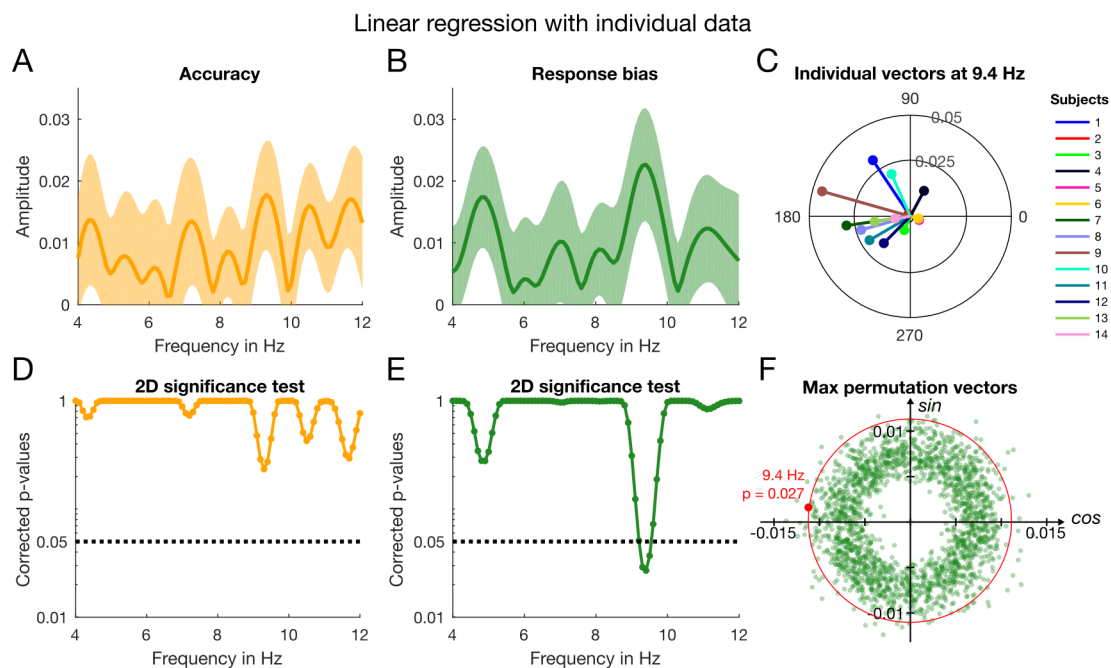 Linear regression with individual data
A
Accuracy
Amplitude
0.03
0.02
0.01
0
4 6 8 10 12
Frequency in Hz
B
Response bias
Amplitude
0.03
0.02
0.01
0
4 6 8 10 12
Frequency in Hz
C
Individual vectors at 9.4 Hz
90
0.05
0.025
180
0
270
Subjects
1
2
3
4
5
6
7
8
9
10
11
12
13
14
D
2D significance test
Corrected p-values
1
0.05
0.01
4 6 8 10 12
Frequency in Hz
E
2D significance test
Corrected p-values
1
0.05
0.01
4 6 8 10 12
Frequency in Hz
F
Max permutation vectors
sin
0.01
9.4 Hz
p = 0.027
cos
-0.015
0.015
-0.01